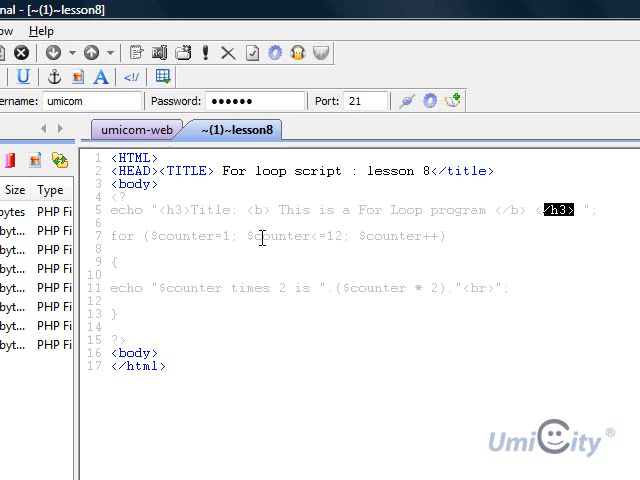 nal - [~(1)~lesson8]
ow Help
U A <!/
ername: umicom Password: ●●●●●● Port: 21
umicom-web ~(1)~lesson8
Size Type
bytes PHP Fi
byt... PHP Fi
byt... PHP Fi
byt... PHP Fi
byt... PHP Fi
byt... PHP Fi
byt... PHP Fi
byt... PHP Fi
1 <HTML>
2 <HEAD><TITLE> For loop script : lesson 8</title>
3 <body>
4 <?
5 echo "<h3>Title: <b> This is a For Loop program </b> </h3> ";
6
7 for ($counter=1; $counter<=12; $counter++)
8
9 {
10
11 echo "$counter times 2 is ".($counter * 2)."<br>";
12
13 }
14
15 ?>
16 <body>
17 </html>
UmiCity ®